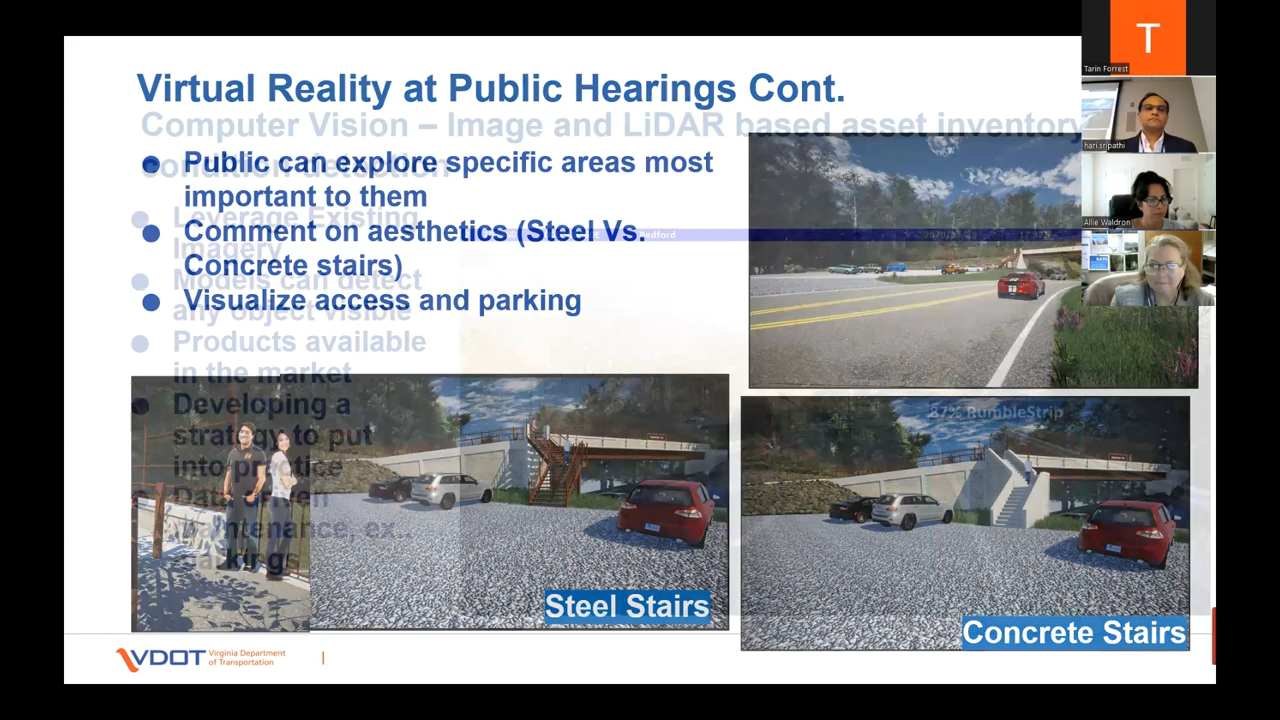 Virtual Reality at Public Hearings Cont.
Computer Vision – Image and LiDAR based asset inventory
condition detection
Public can explore specific areas most
important to them
Comment on aesthetics (Steel Vs.
Concrete stairs)
Visualize access and parking
Leverage Existing
Imagery
Models can detect
any object visible
Products available
in the market
Developing a
strategy to put
into practice
Data driven
maintenance, ex.
markings
Bedford
87% RumbleStrip
Steel Stairs
Concrete Stairs
VDOT
Virginia Department
of Transportation
T
Tarin Forrest
hari.sripathi
Allie Waldron